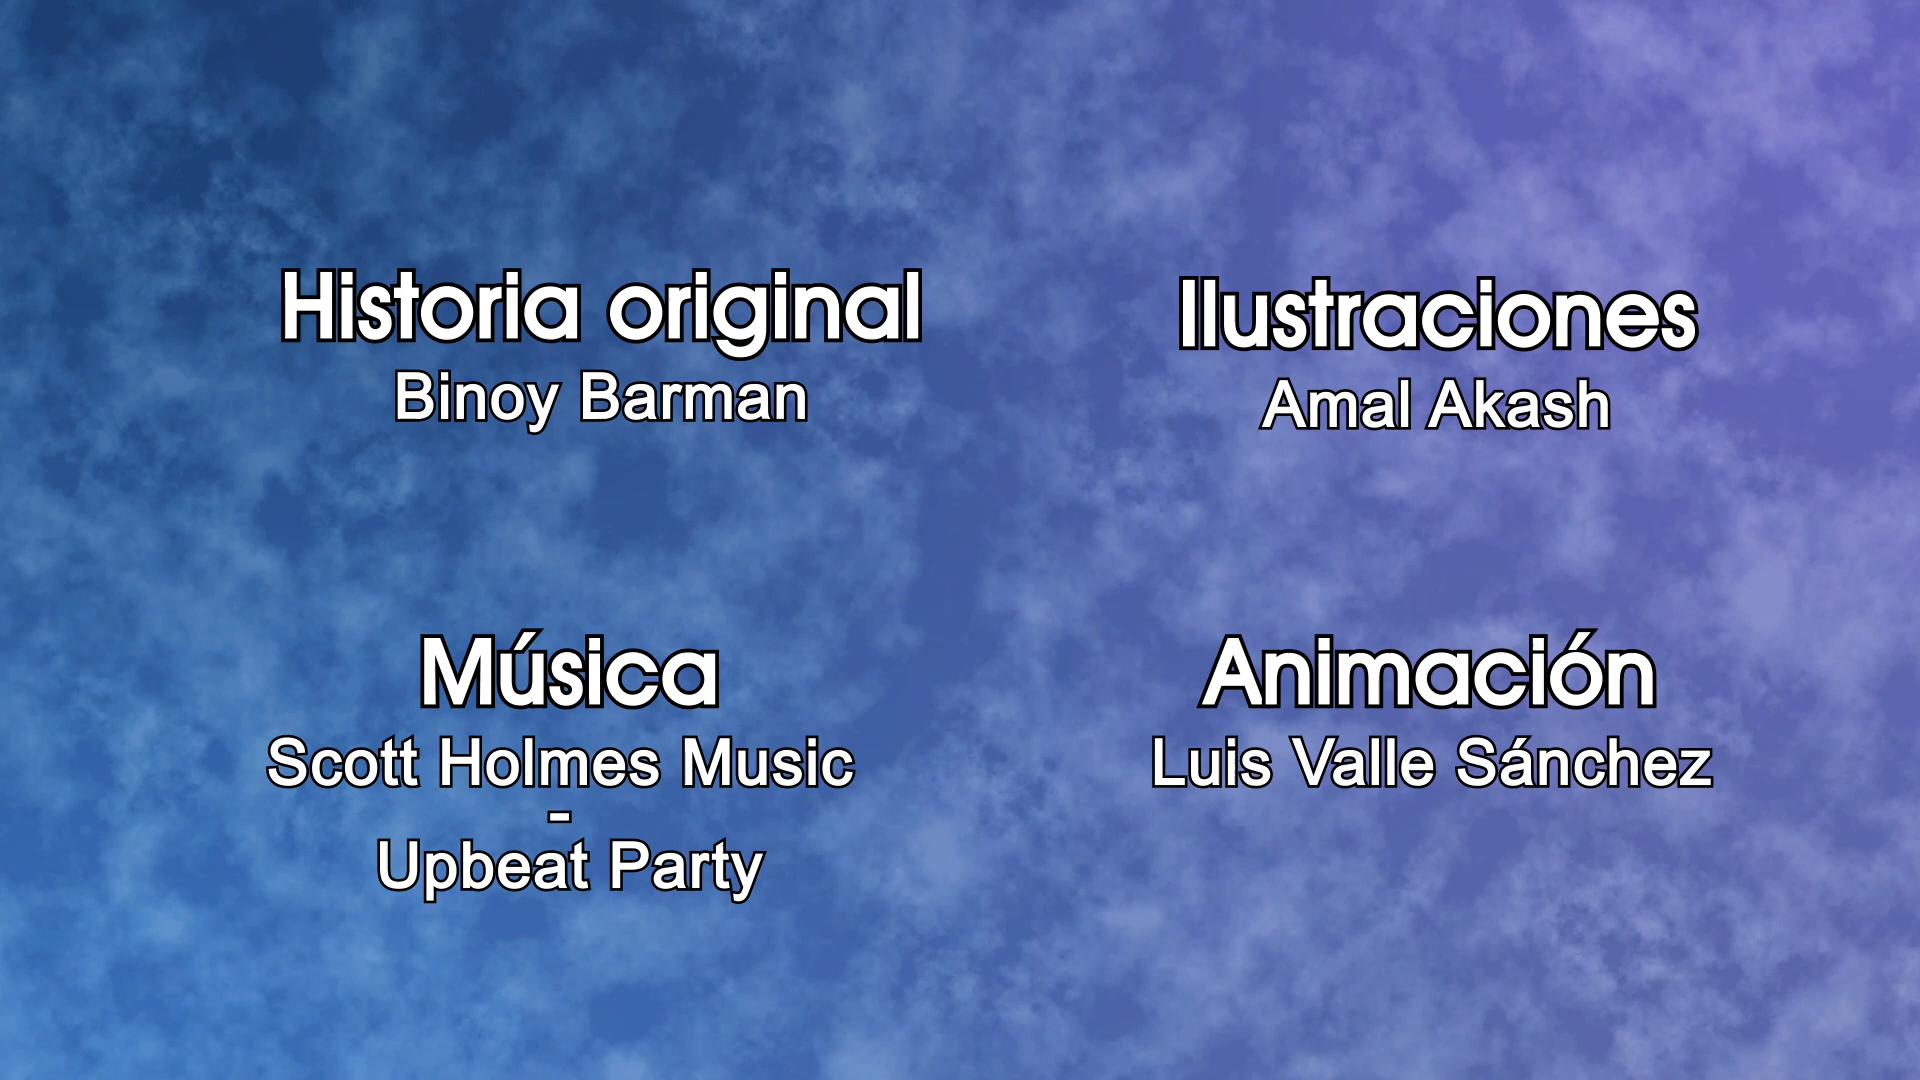 Historia original
Binoy Barman
Ilustraciones
Amal Akash
Música
Scott Holmes Music
-
Upbeat Party
Animación
Luis Valle Sánchez